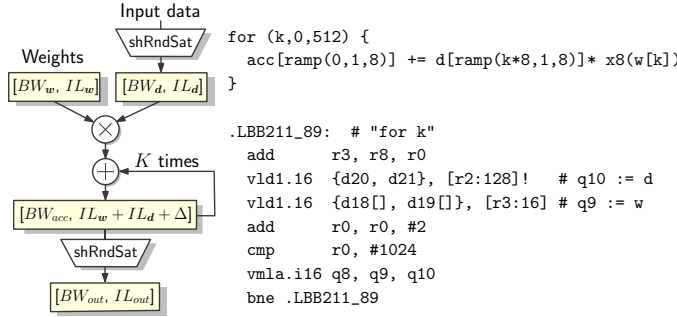 Input data
shRndSat
Weights
[BW_w, IL_w]
[BW_d, IL_d]
×
+
K times
[BW_acc, IL_w + IL_d + Δ]
shRndSat
[BW_out, IL_out]
for (k,0,512) {
acc[ramp(0,1,8)] += d[ramp(k*8,1,8)]* x8(w[k])
}
.LBB211_89: # "for k"
add r3, r8, r0
vld1.16 {d20, d21}, [r2:128]! # q10 := d
vld1.16 {d18[], d19[]}, [r3:16] # q9 := w
add r0, r0, #2
cmp r0, #1024
vmla.i16 q8, q9, q10
bne .LBB211_89